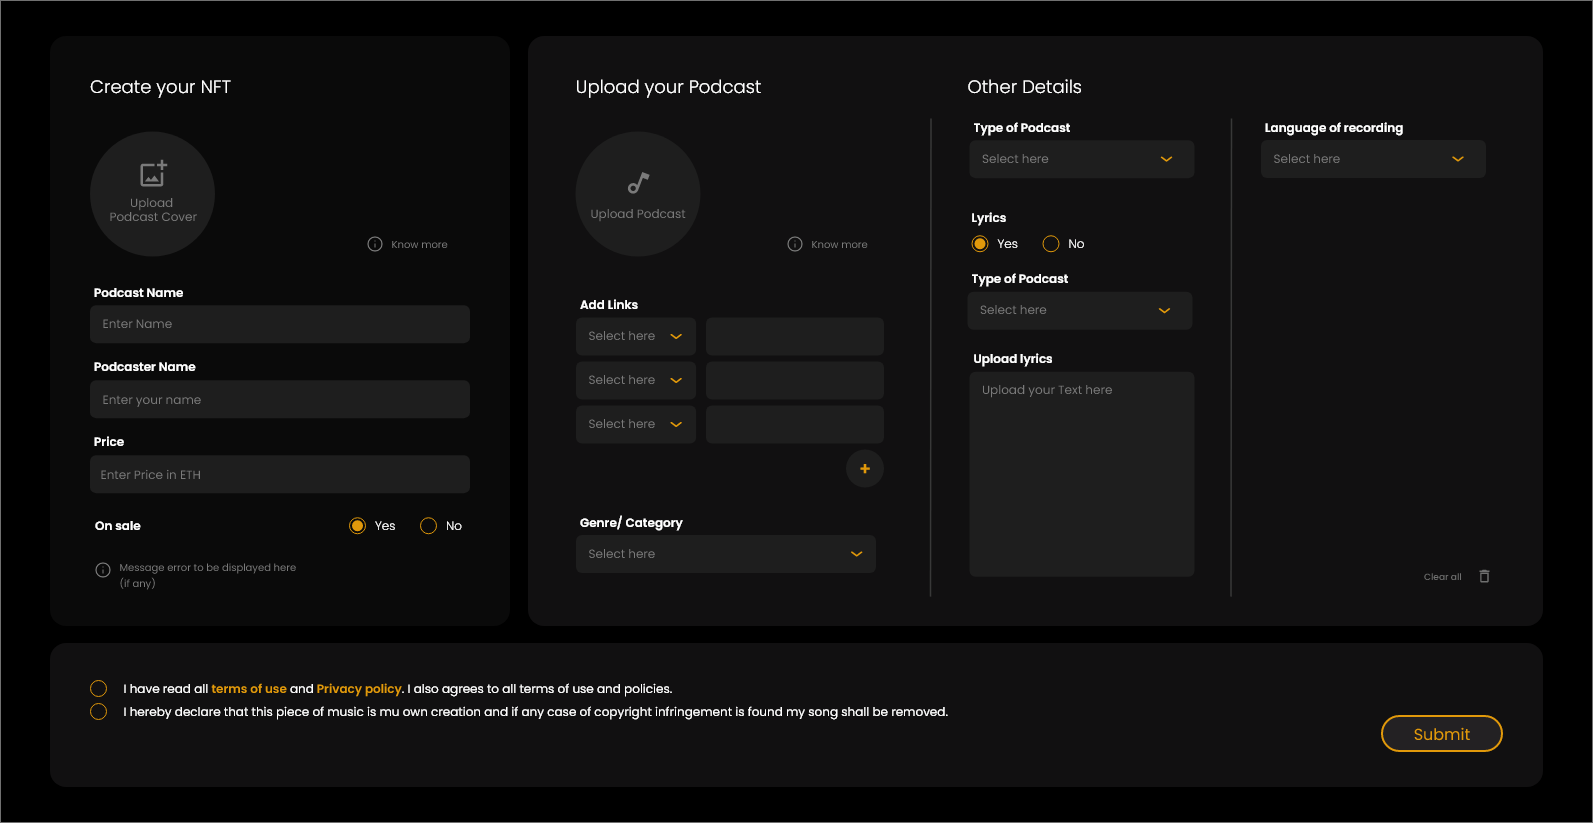 Create your NFT
Upload
Podcast Cover
Know more
Podcast Name
Enter Name
Podcaster Name
Enter your name
Price
Enter Price in ETH
On sale
Yes
No
Message error to be displayed here
(if any)
Upload your Podcast
Upload Podcast
Know more
Add Links
Select here
Select here
Select here
+
Genre/ Category
Select here
Other Details
Type of Podcast
Select here
Lyrics
Yes
No
Type of Podcast
Select here
Upload lyrics
Upload your Text here
Language of recording
Select here
Clear all
I have read all terms of use and Privacy policy. I also agrees to all terms of use and policies.
I hereby declare that this piece of music is mu own creation and if any case of copyright infringement is found my song shall be removed.
Submit